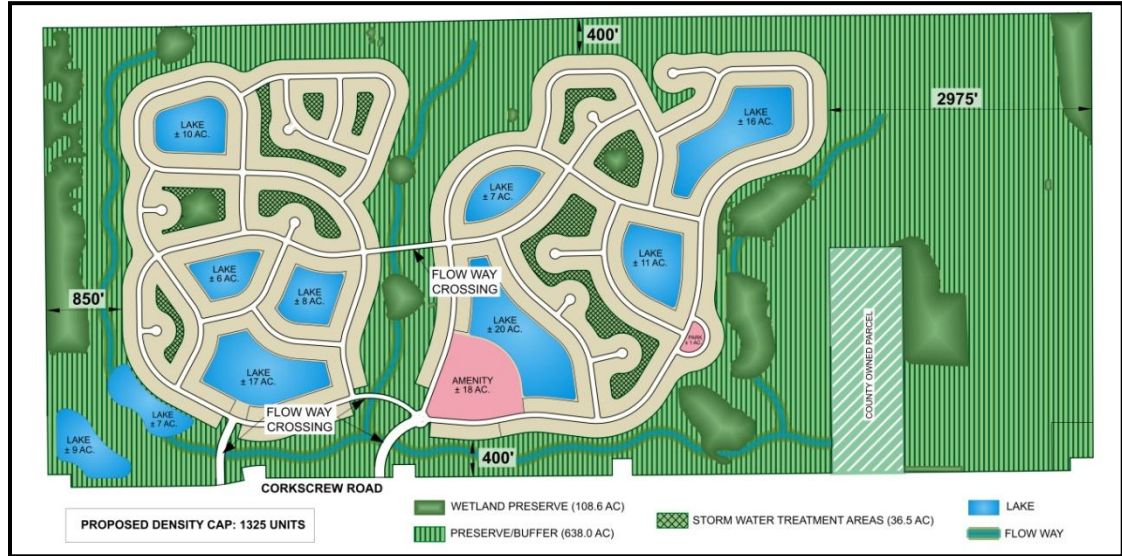 400'
2975'
LAKE
± 10 AC.
LAKE
± 16 AC.
LAKE
± 7 AC.
LAKE
± 11 AC.
FLOW WAY
CROSSING
LAKE
± 6 AC.
LAKE
± 8 AC.
850'
LAKE
± 20 AC.
PARK
± 1 AC.
COUNTY OWNED PARCEL
LAKE
± 17 AC.
AMENITY
± 18 AC.
LAKE
± 7 AC.
FLOW WAY
CROSSING
LAKE
± 9 AC.
400'
CORKSCREW ROAD
PROPOSED DENSITY CAP: 1325 UNITS
WETLAND PRESERVE (108.6 AC)
PRESERVE/BUFFER (638.0 AC)
STORM WATER TREATMENT AREAS (36.5 AC)
LAKE
FLOW WAY